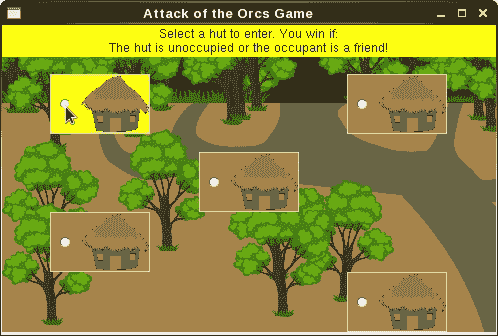 Attack of the Orcs Game
Select a hut to enter. You win if:
The hut is unoccupied or the occupant is a friend!